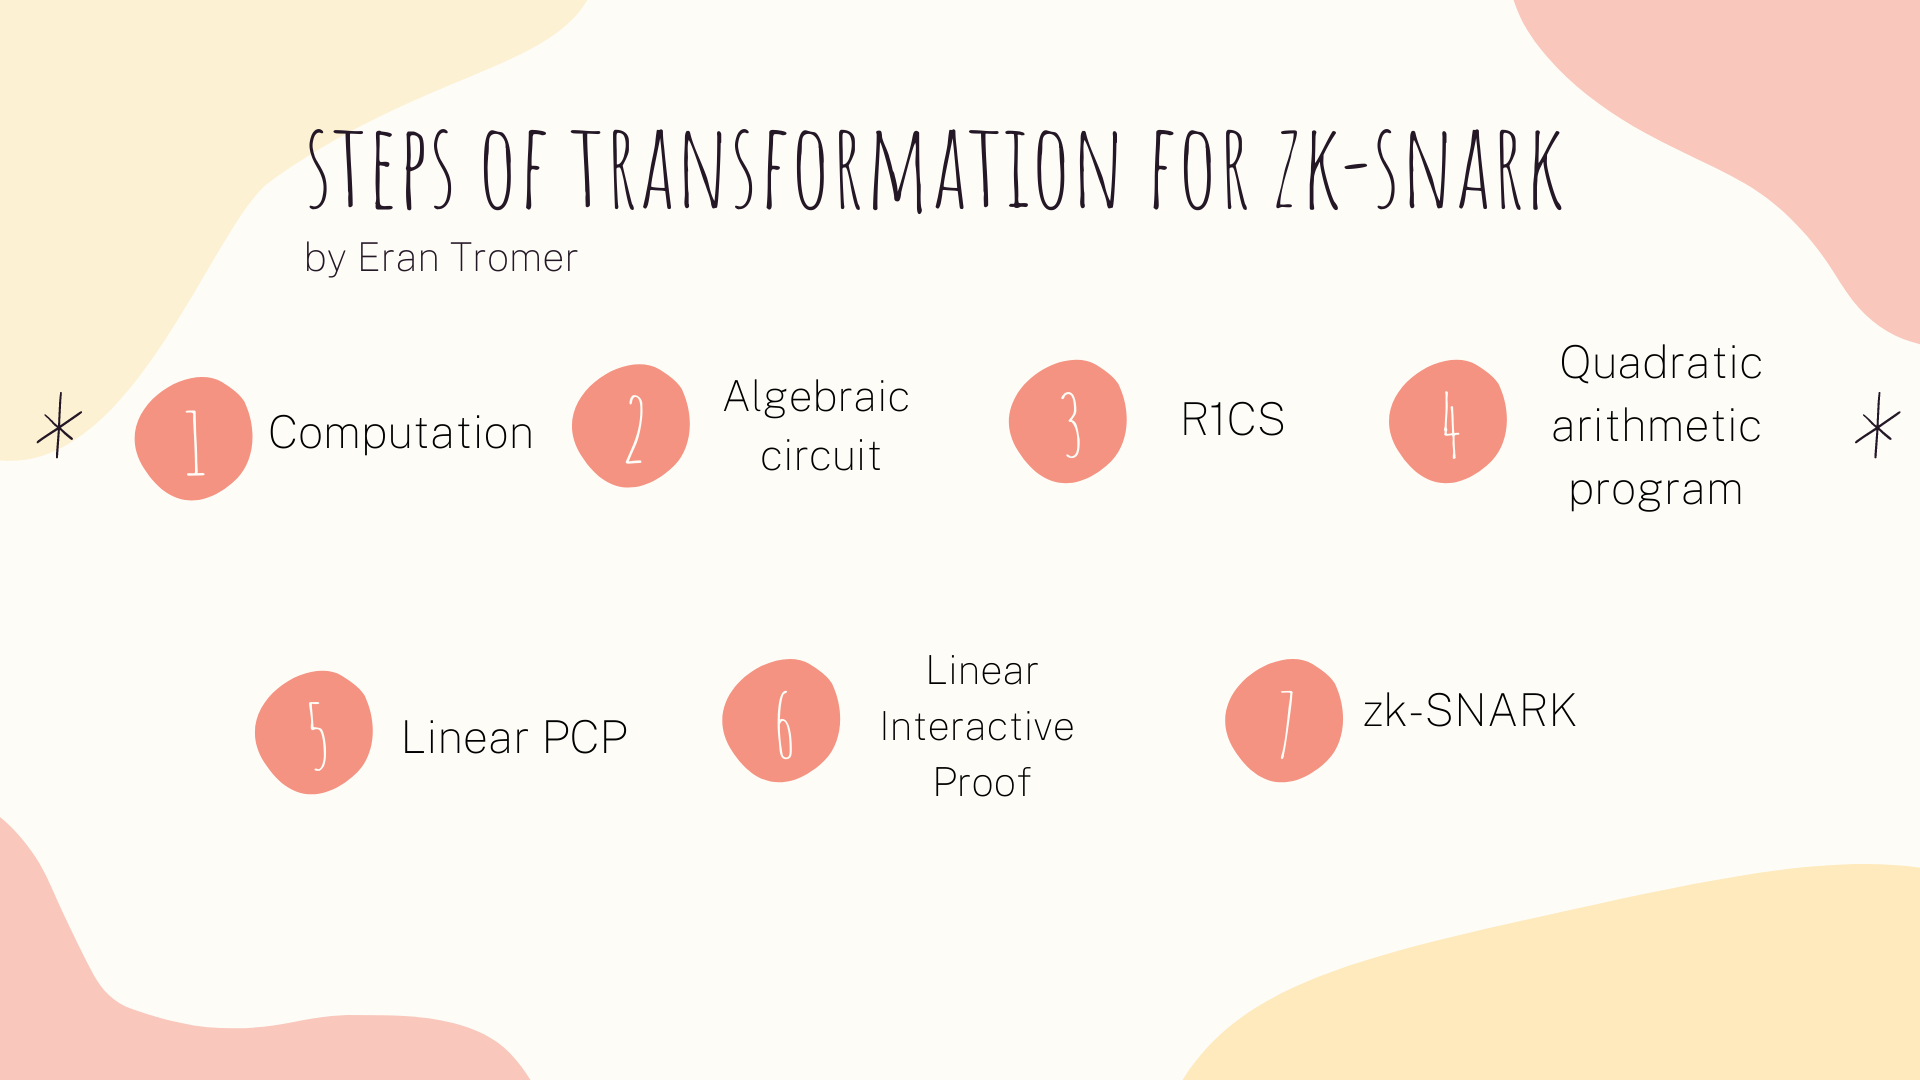 STEPS OF TRANSFORMATION FOR ZK-SNARK
by Eran Tromer
1
Computation
2
Algebraic
circuit
3
R1CS
4
Quadratic
arithmetic
program
5
Linear PCP
6
Linear
Interactive
Proof
7
zk-SNARK